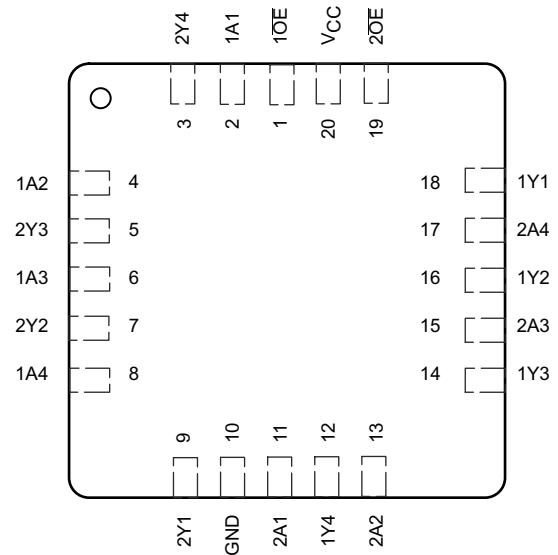 2Y4 1A1 1O̅E̅ VCC 2O̅E̅
3 2 1 20 19
1A2 4 18 1Y1
2Y3 5 17 2A4
1A3 6 16 1Y2
2Y2 7 15 2A3
1A4 8 14 1Y3
9 10 11 12 13
2Y1 GND 2A1 1Y4 2A2